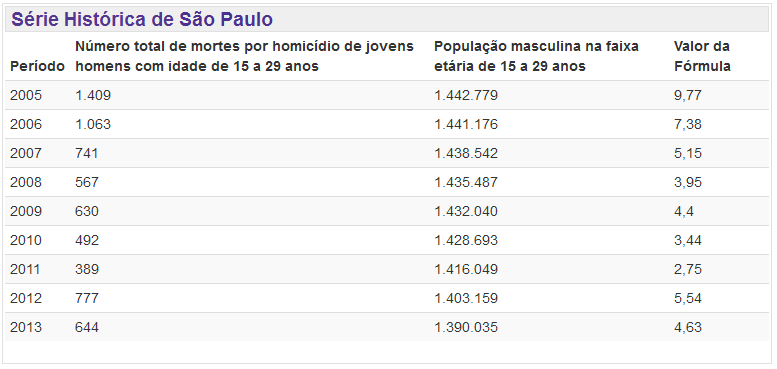 Série Histórica de São Paulo
Período Número total de mortes por homicídio de jovens homens com idade de 15 a 29 anos População masculina na faixa etária de 15 a 29 anos Valor da Fórmula
2005 1.409 1.442.779 9,77
2006 1.063 1.441.176 7,38
2007 741 1.438.542 5,15
2008 567 1.435.487 3,95
2009 630 1.432.040 4,4
2010 492 1.428.693 3,44
2011 389 1.416.049 2,75
2012 777 1.403.159 5,54
2013 644 1.390.035 4,63